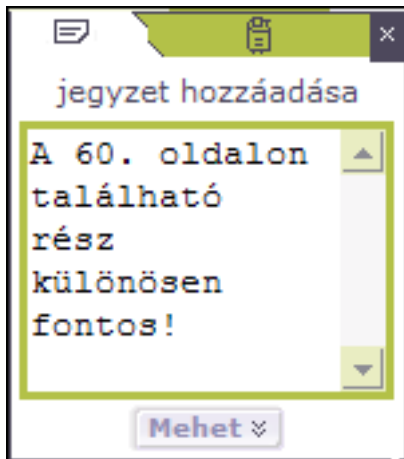 jegyzet hozzáadása
A 60. oldalon
található
rész
különösen
fontos!
Mehet